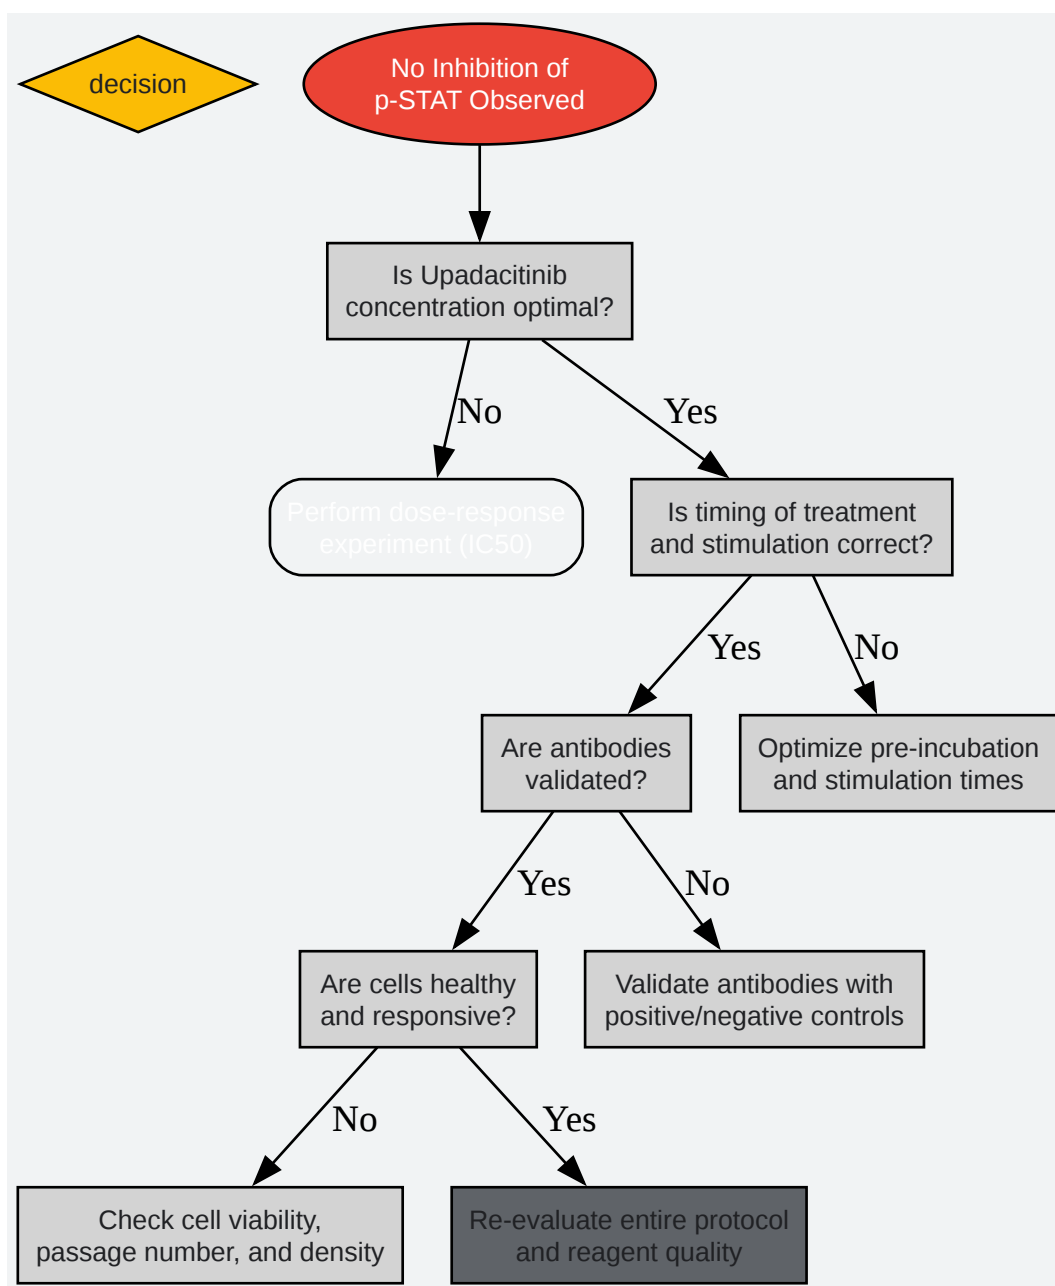 decision
No Inhibition of
p-STAT Observed
Is Upadacitinib
concentration optimal?
No
Yes
Perform dose-response
experiment (IC50)
Is timing of treatment
and stimulation correct?
Yes
No
Are antibodies
validated?
Optimize pre-incubation
and stimulation times
Yes
No
Are cells healthy
and responsive?
Validate antibodies with
positive/negative controls
No
Yes
Check cell viability,
passage number, and density
Re-evaluate entire protocol
and reagent quality